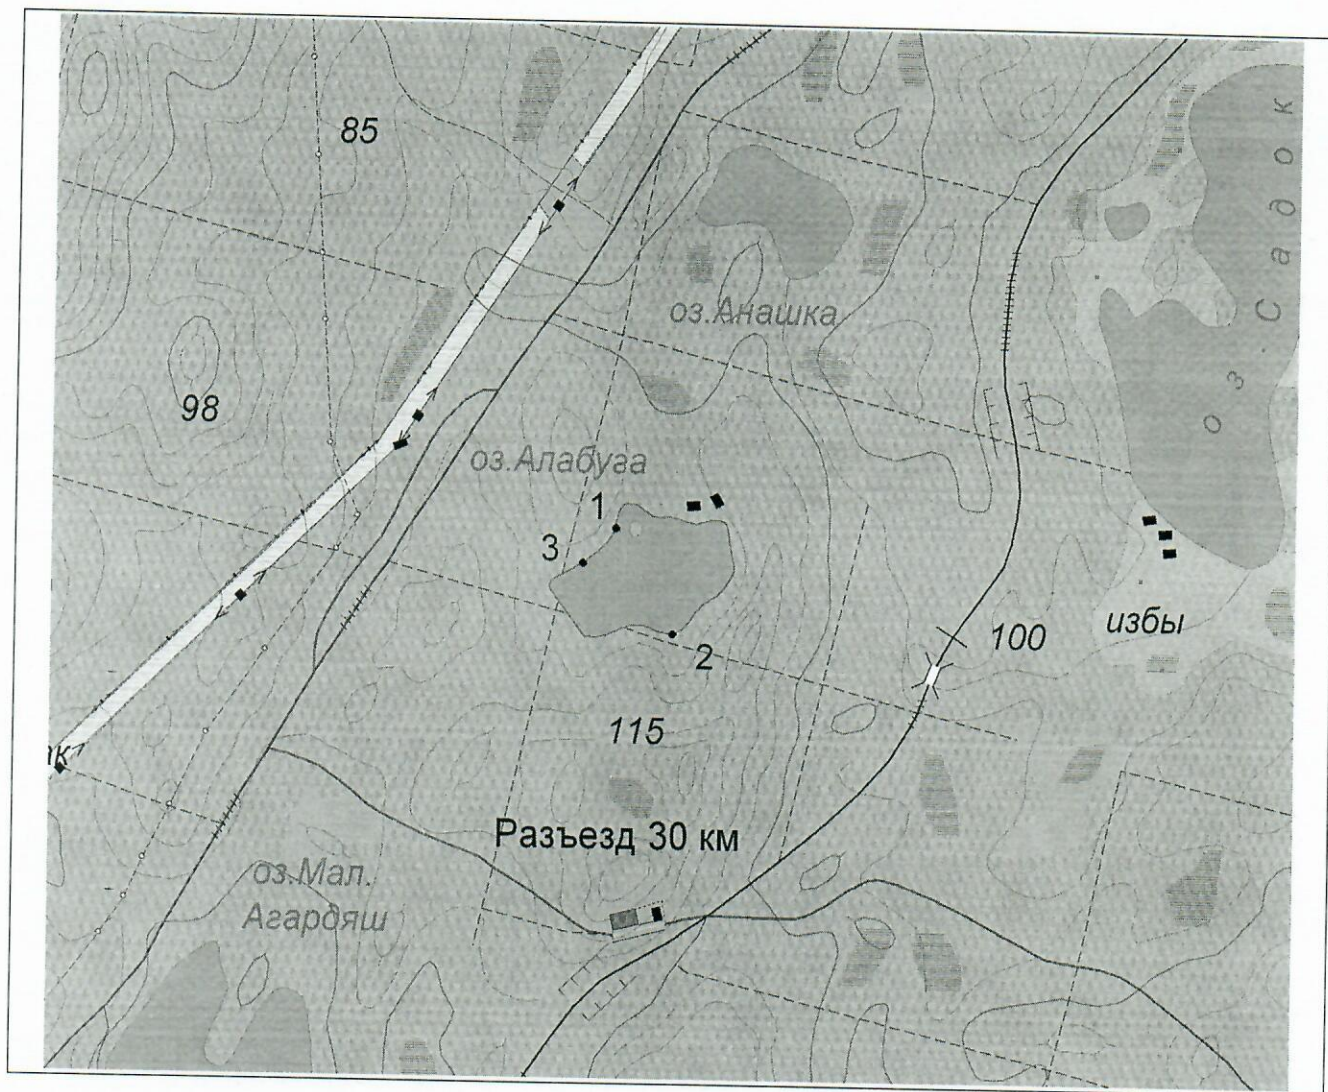 85
оз.Анашка
98
оз.Алабуга
1
3
2
100
избы
115
Разъезд 30 км
оз.Мал.
Агардяш
оз Садок